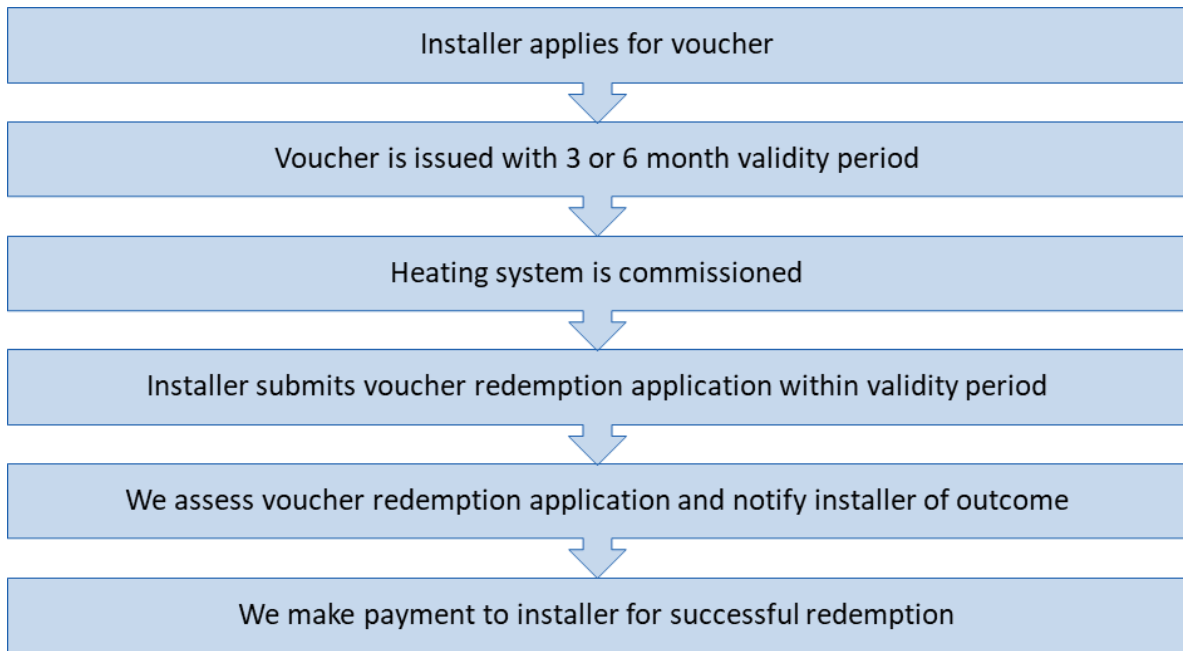 Installer applies for voucher
Voucher is issued with 3 or 6 month validity period
Heating system is commissioned
Installer submits voucher redemption application within validity period
We assess voucher redemption application and notify installer of outcome
We make payment to installer for successful redemption